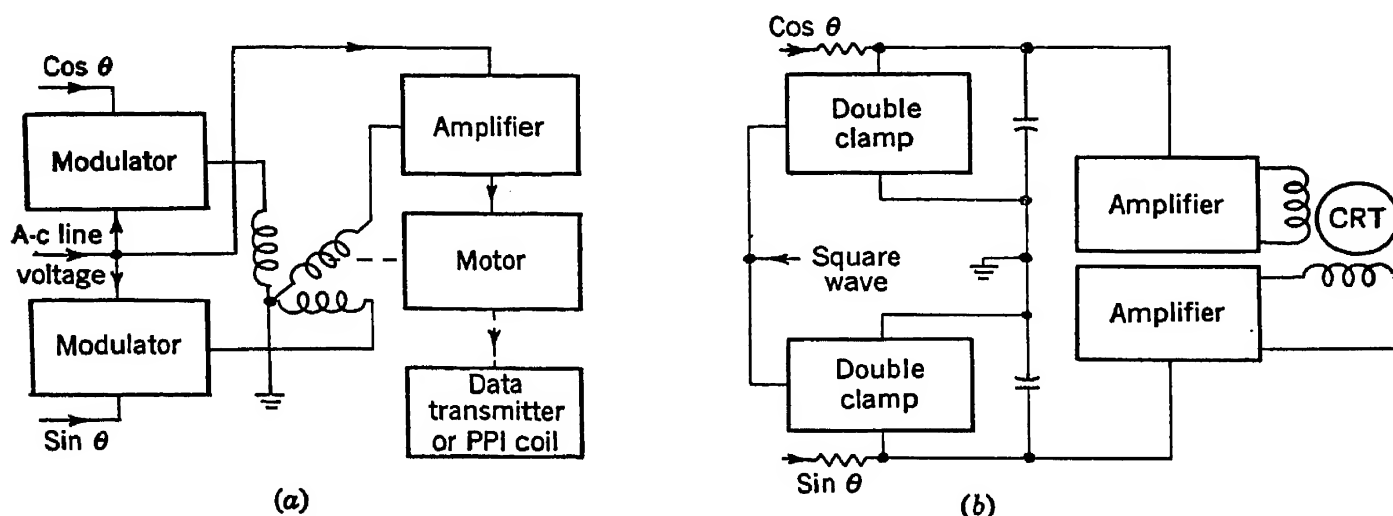 Cos θ
Modulator
A-c line
voltage
Modulator
Sin θ
Amplifier
Motor
Data
transmitter
or PPI coil
(a)
Cos θ
Double
clamp
Square
wave
Double
clamp
Sin θ
Amplifier
CRT
Amplifier
(b)